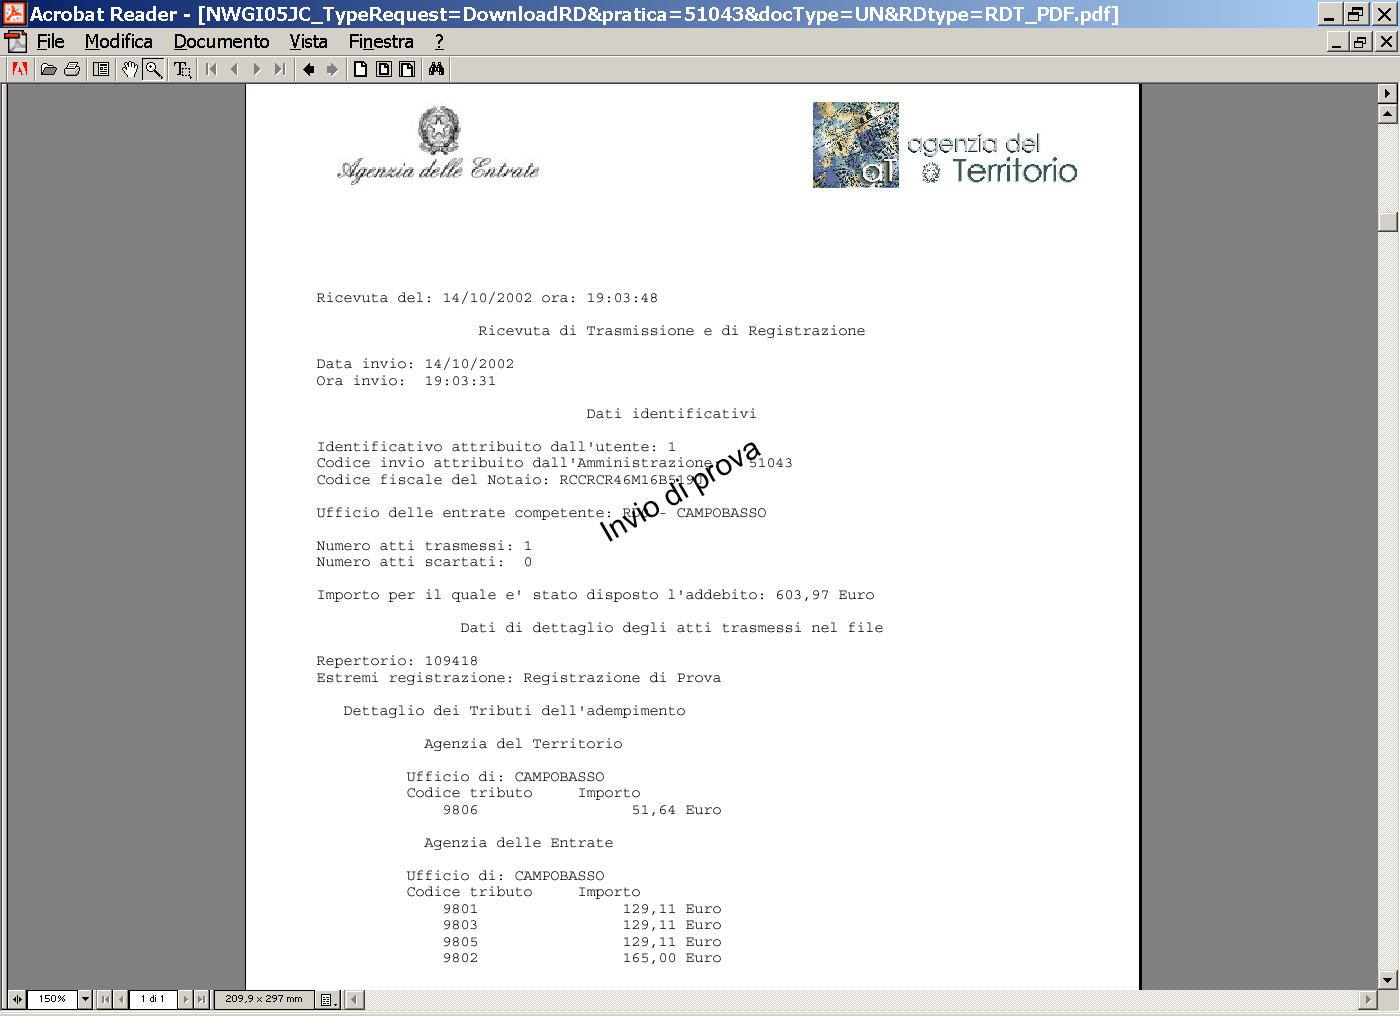 Acrobat Reader - [NWGI05JC_TypeRequest=DownloadRD&pratica=51043&docType=UN&RDtype=RDT_PDF.pdf]
File Modifica Documento Vista Finestra ?
Agenzia delle Entrate
aT agenzia del Territorio
Ricevuta del: 14/10/2002 ora: 19:03:48
Ricevuta di Trasmissione e di Registrazione
Data invio: 14/10/2002
Ora invio: 19:03:31
Dati identificativi
Identificativo attribuito dall'utente: 1
Codice invio attribuito dall'Amministrazione: 51043
Codice fiscale del Notaio:
Invio di prova
Ufficio delle entrate competente: - CAMPOBASSO
Numero atti trasmessi: 1
Numero atti scartati: 0
Importo per il quale e' stato disposto l'addebito: 603,97 Euro
Dati di dettaglio degli atti trasmessi nel file
Repertorio: 109418
Estremi registrazione: Registrazione di Prova
Dettaglio dei Tributi dell'adempimento
Agenzia del Territorio
Ufficio di: CAMPOBASSO
Codice tributo Importo
9806 51,64 Euro
Agenzia delle Entrate
Ufficio di: CAMPOBASSO
Codice tributo Importo
9801 129,11 Euro
9803 129,11 Euro
9805 129,11 Euro
9802 165,00 Euro
150% 1 di 1 209,9 x 297 mm